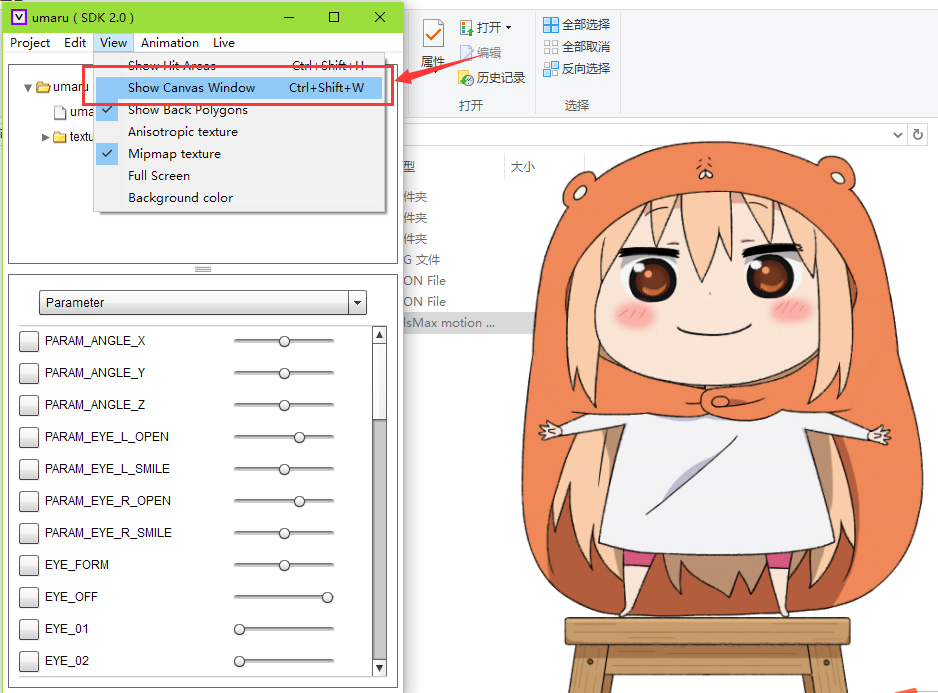 umaru ( SDK 2.0 )
Project Edit View Animation Live
Show Hit Areas Ctrl+Shift+H
Show Canvas Window Ctrl+Shift+W
Show Back Polygons
Anisotropic texture
Mipmap texture
Full Screen
Background color
umaru
uma
textu
Parameter
PARAM_ANGLE_X
PARAM_ANGLE_Y
PARAM_ANGLE_Z
PARAM_EYE_L_OPEN
PARAM_EYE_L_SMILE
PARAM_EYE_R_OPEN
PARAM_EYE_R_SMILE
EYE_FORM
EYE_OFF
EYE_01
EYE_02
属性
打开
编辑
历史记录
打开
全部选择
全部取消
反向选择
选择
型 大小
件夹
件夹
件夹
G 文件
ON File
ON File
lsMax motion ...